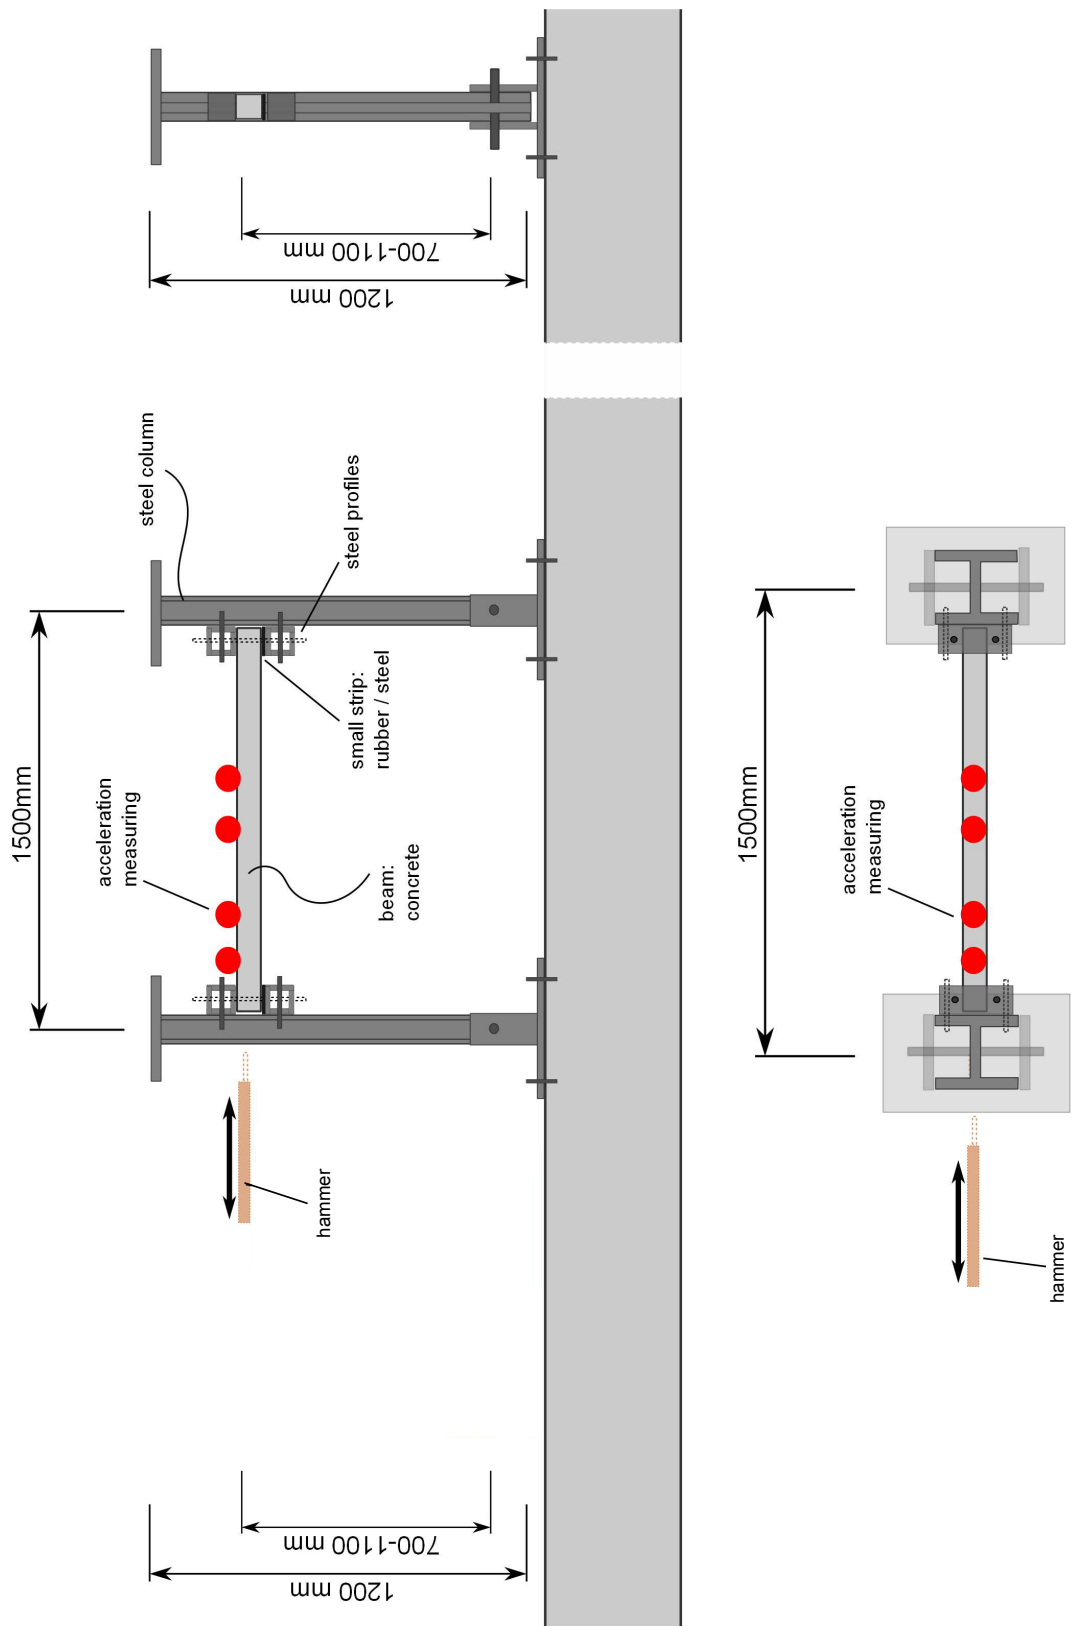 1200 mm
700-1100 mm
1500mm
acceleration
measuring
steel column
steel profiles
small strip:
rubber / steel
beam:
concrete
hammer
700-1100 mm
1200 mm
1500mm
acceleration
measuring
hammer